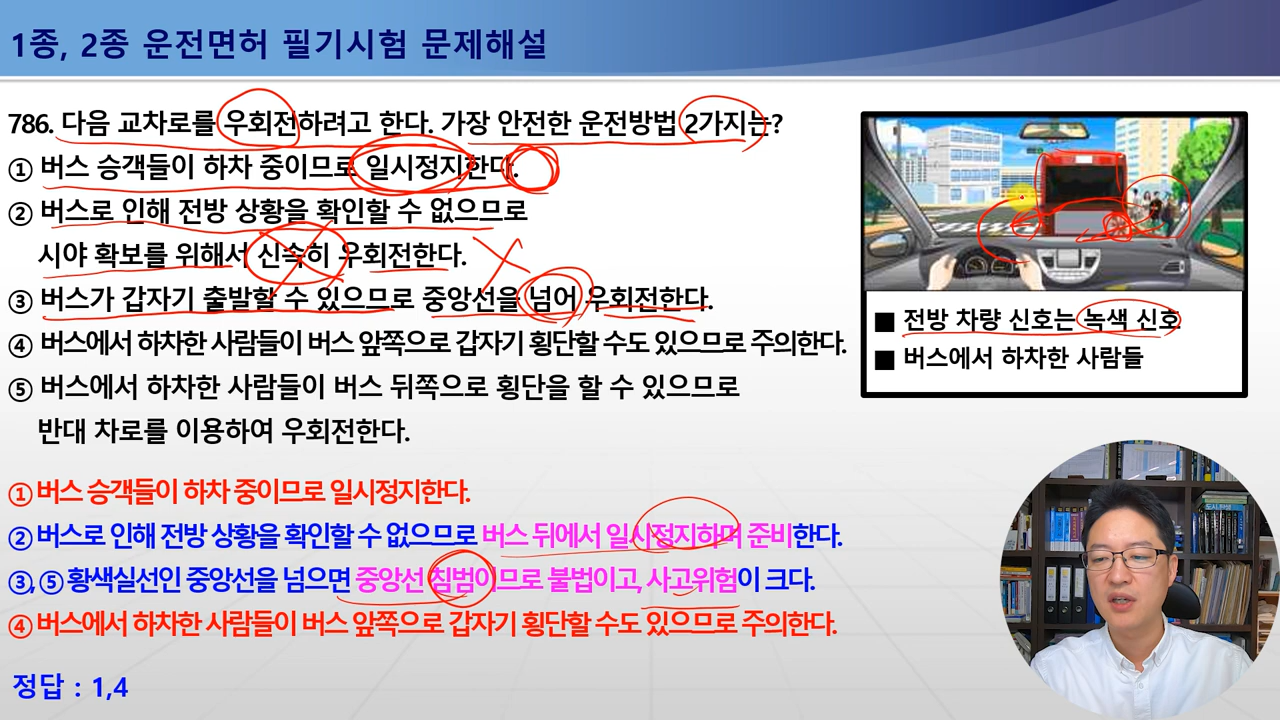 1종, 2종 운전면허 필기시험 문제해설
786. 다음 교차로를 우회전하려고 한다. 가장 안전한 운전방법 2가지는?
① 버스 승객들이 하차 중이므로 일시정지한다.
② 버스로 인해 전방 상황을 확인할 수 없으므로
시야 확보를 위해서 신속히 우회전한다.
③ 버스가 갑자기 출발할 수 있으므로 중앙선을 넘어 우회전한다.
④ 버스에서 하차한 사람들이 버스 앞쪽으로 갑자기 횡단할 수도 있으므로 주의한다.
⑤ 버스에서 하차한 사람들이 버스 뒤쪽으로 횡단을 할 수 있으므로
반대 차로를 이용하여 우회전한다.
■ 전방 차량 신호는 녹색 신호
■ 버스에서 하차한 사람들
① 버스 승객들이 하차 중이므로 일시정지한다.
② 버스로 인해 전방 상황을 확인할 수 없으므로 버스 뒤에서 일시정지하며 준비한다.
③, ⑤ 황색실선인 중앙선을 넘으면 중앙선 침범이므로 불법이고, 사고위험이 크다.
④ 버스에서 하차한 사람들이 버스 앞쪽으로 갑자기 횡단할 수도 있으므로 주의한다.
정답 : 1,4